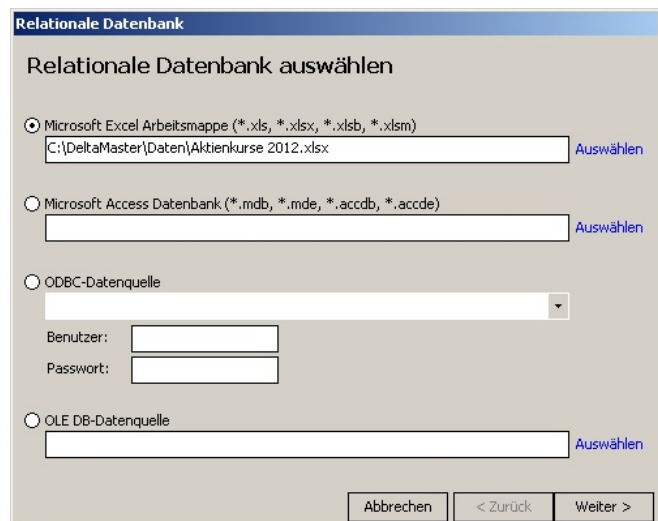 Relationale Datenbank
Relationale Datenbank auswählen
Microsoft Excel Arbeitsmappe (*.xls, *.xlsx, *.xlsb, *.xlsm)
C:\DeltaMaster\Daten\Aktienkurse 2012.xlsx Auswählen
Microsoft Access Datenbank (*.mdb, *.mde, *.accdb, *.accde)
Auswählen
ODBC-Datenquelle
Benutzer:
Passwort:
OLE DB-Datenquelle
Auswählen
Abbrechen < Zurück Weiter >